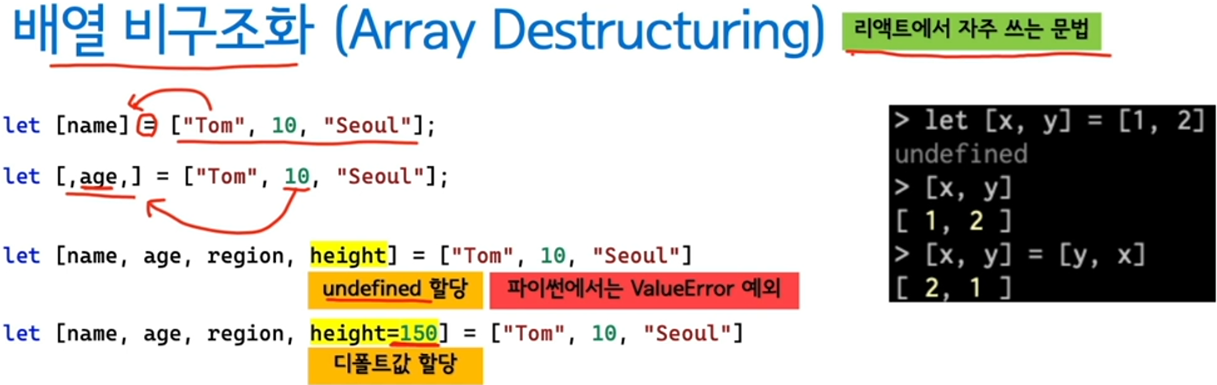 배열 비구조화 (Array Destructuring)
리액트에서 자주 쓰는 문법
let [name] = ["Tom", 10, "Seoul"];
let [,age,] = ["Tom", 10, "Seoul"];
let [name, age, region, height] = ["Tom", 10, "Seoul"]
undefined 할당
파이썬에서는 ValueError 예외
let [name, age, region, height=150] = ["Tom", 10, "Seoul"]
디폴트값 할당
> let [x, y] = [1, 2]
undefined
> [x, y]
[ 1, 2 ]
> [x, y] = [y, x]
[ 2, 1 ]